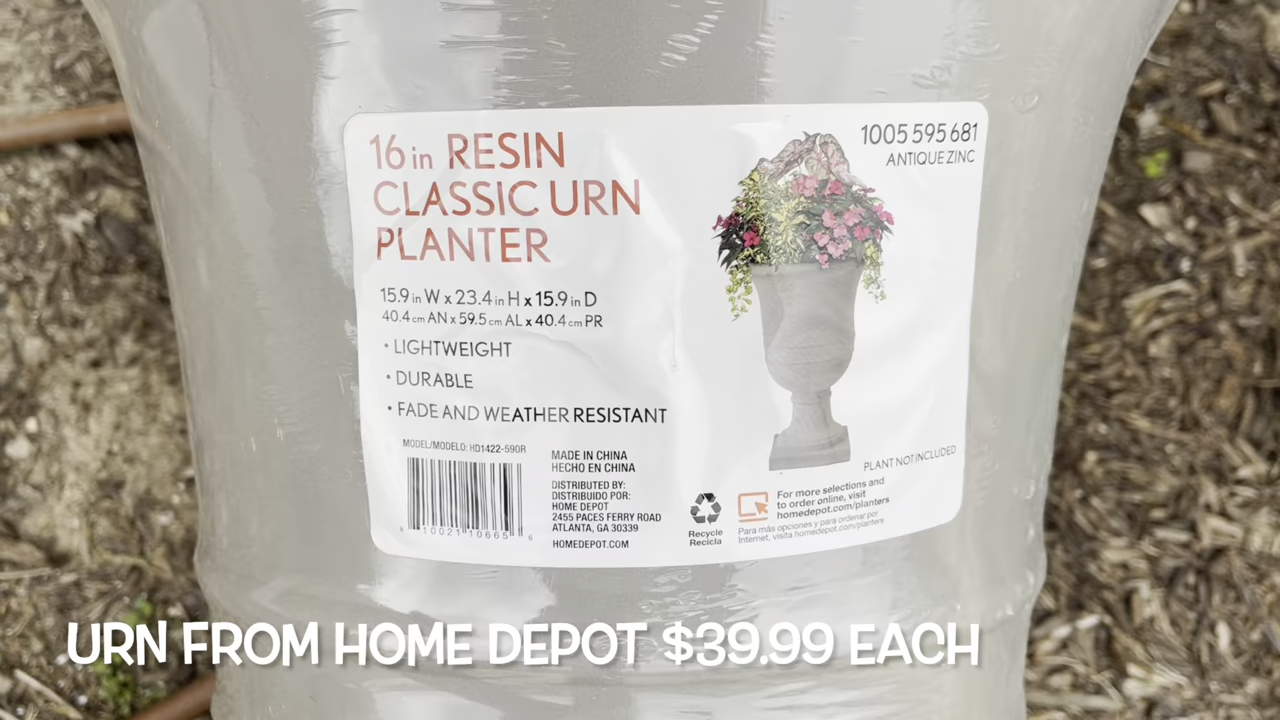 16 in RESIN
CLASSIC URN
PLANTER
15.9 in W x 23.4 in H x 15.9 in D
40.4 cm AN x 59.5 cm AL x 40.4 cm PR
• LIGHTWEIGHT
• DURABLE
• FADE AND WEATHER RESISTANT
MODEL/MODELO: HD1422-590R
8 10021 10665 6
MADE IN CHINA
HECHO EN CHINA
DISTRIBUTED BY:
DISTRIBUIDO POR:
HOME DEPOT
2455 PACES FERRY ROAD
ATLANTA, GA 30339
HOMEDEPOT.COM
1005 595 681
ANTIQUE ZINC
PLANT NOT INCLUDED
Recycle
Recicla
For more selections and
to order online, visit
homedepot.com/planters
Para más opciones y para ordenar por
Internet, visita homedepot.com/planters
URN FROM HOME DEPOT $39.99 EACH